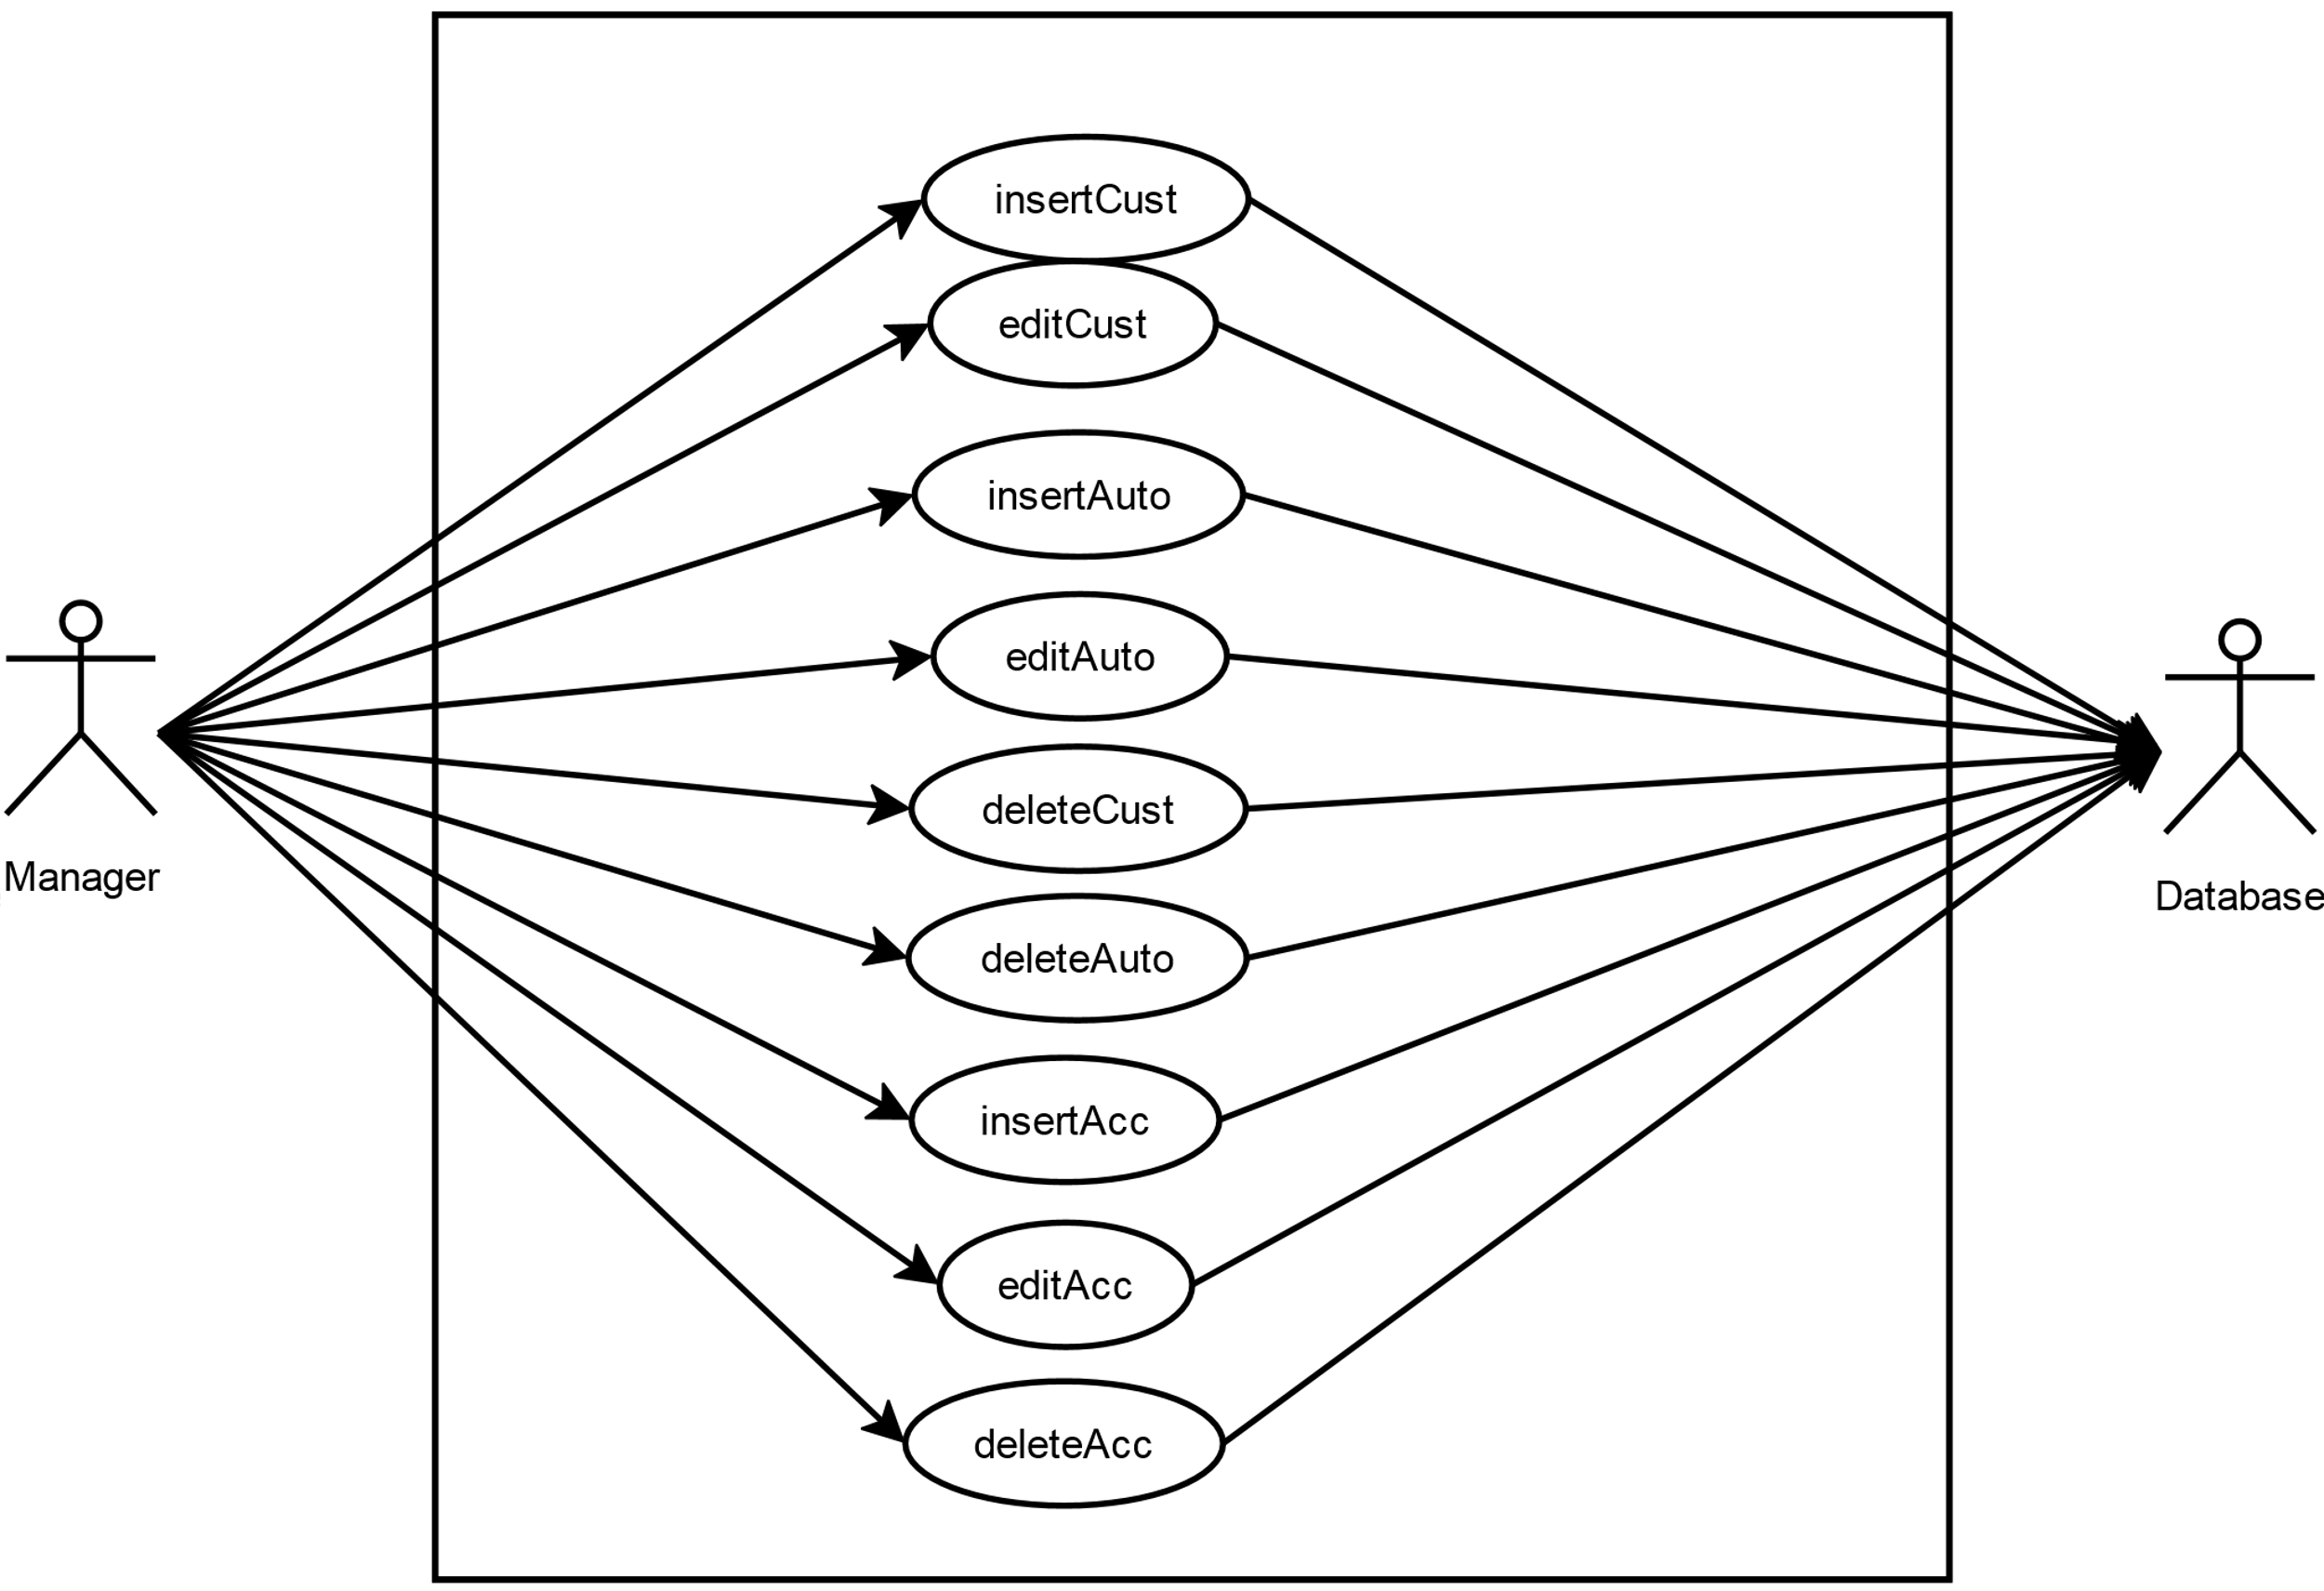 insertCust
editCust
insertAuto
editAuto
deleteCust
Manager
Database
deleteAuto
insertAcc
editAcc
deleteAcc